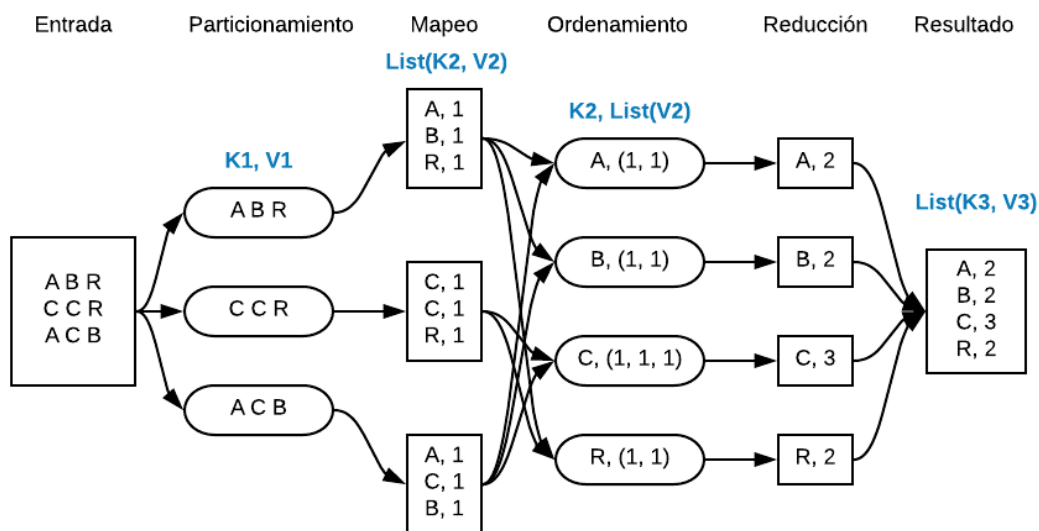 Entrada
Particionamiento
Mapeo
Ordenamiento
Reducción
Resultado
List(K2, V2)
K2, List(V2)
K1, V1
List(K3, V3)
A B R
C C R
A C B
A B R
C C R
A C B
A, 1
B, 1
R, 1
C, 1
C, 1
R, 1
A, 1
C, 1
B, 1
A, (1, 1)
B, (1, 1)
C, (1, 1, 1)
R, (1, 1)
A, 2
B, 2
C, 3
R, 2
A, 2
B, 2
C, 3
R, 2